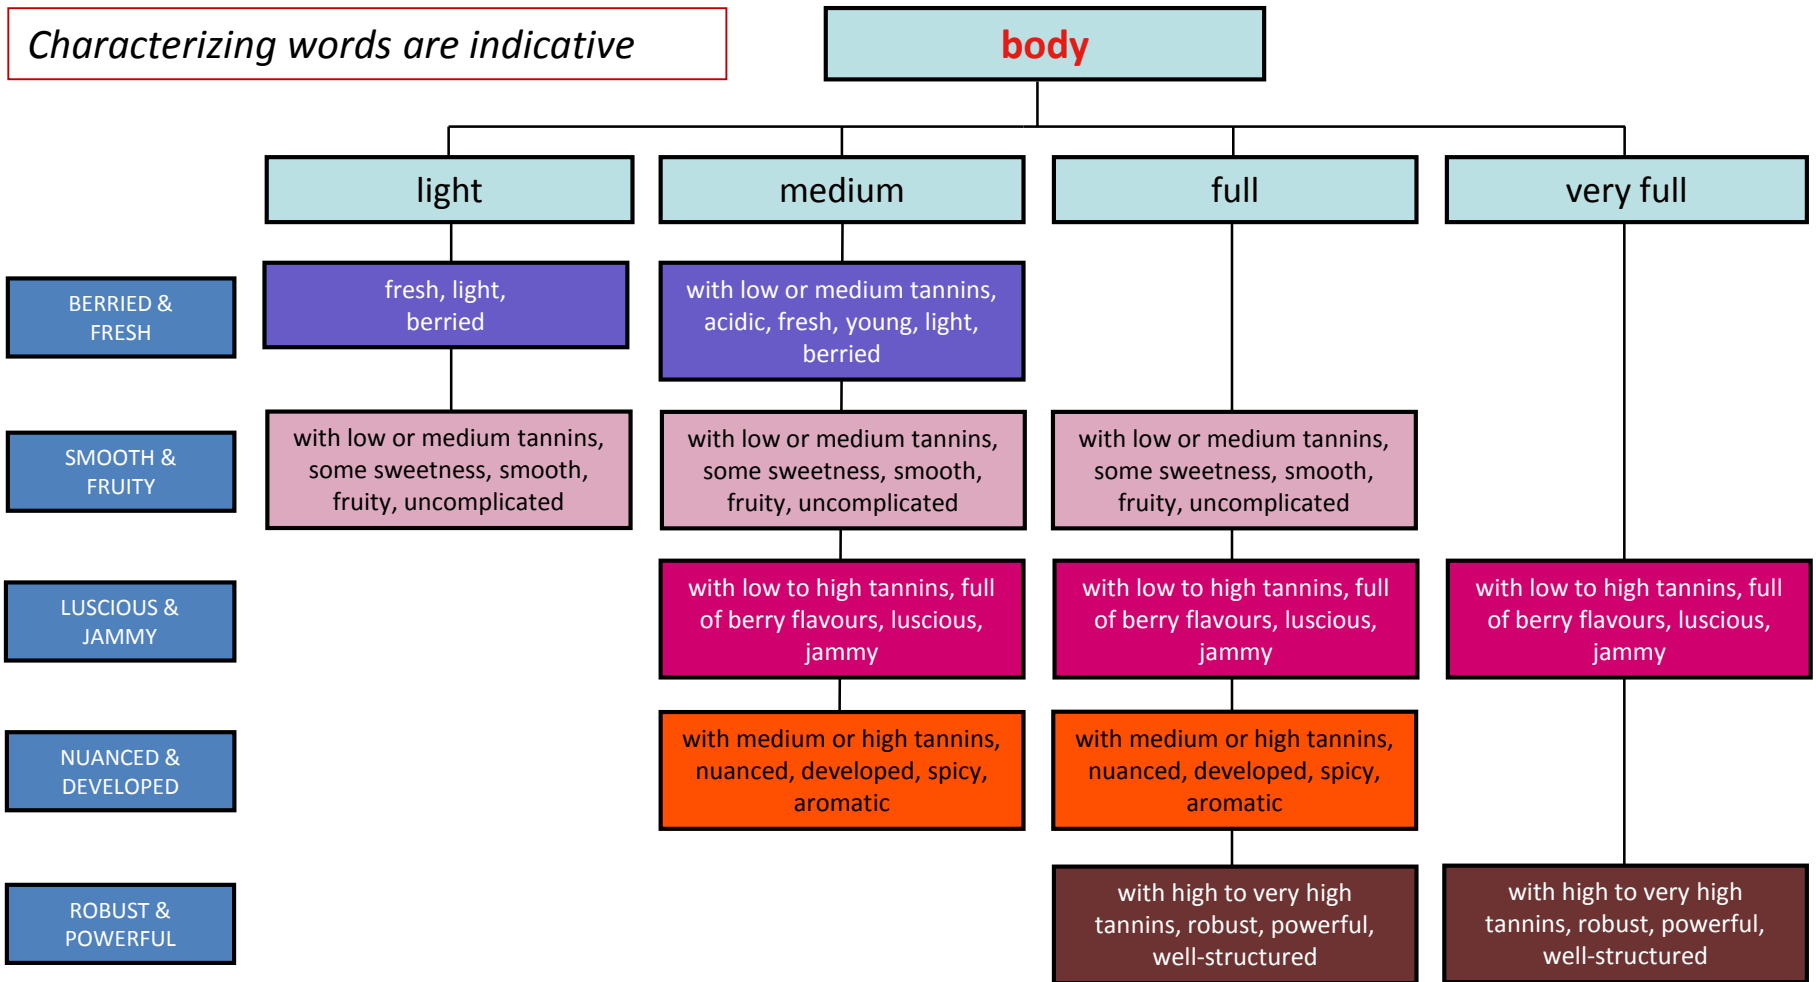 Characterizing words are indicative
body
light
medium
full
very full
BERRIED &
FRESH
fresh, light,
berried
with low or medium tannins,
acidic, fresh, young, light,
berried
SMOOTH &
FRUITY
with low or medium tannins,
some sweetness, smooth,
fruity, uncomplicated
with low or medium tannins,
some sweetness, smooth,
fruity, uncomplicated
with low or medium tannins,
some sweetness, smooth,
fruity, uncomplicated
LUSCIOUS &
JAMMY
with low to high tannins, full
of berry flavours, luscious,
jammy
with low to high tannins, full
of berry flavours, luscious,
jammy
with low to high tannins, full
of berry flavours, luscious,
jammy
NUANCED &
DEVELOPED
with medium or high tannins,
nuanced, developed, spicy,
aromatic
with medium or high tannins,
nuanced, developed, spicy,
aromatic
ROBUST &
POWERFUL
with high to very high
tannins, robust, powerful,
well-structured
with high to very high
tannins, robust, powerful,
well-structured